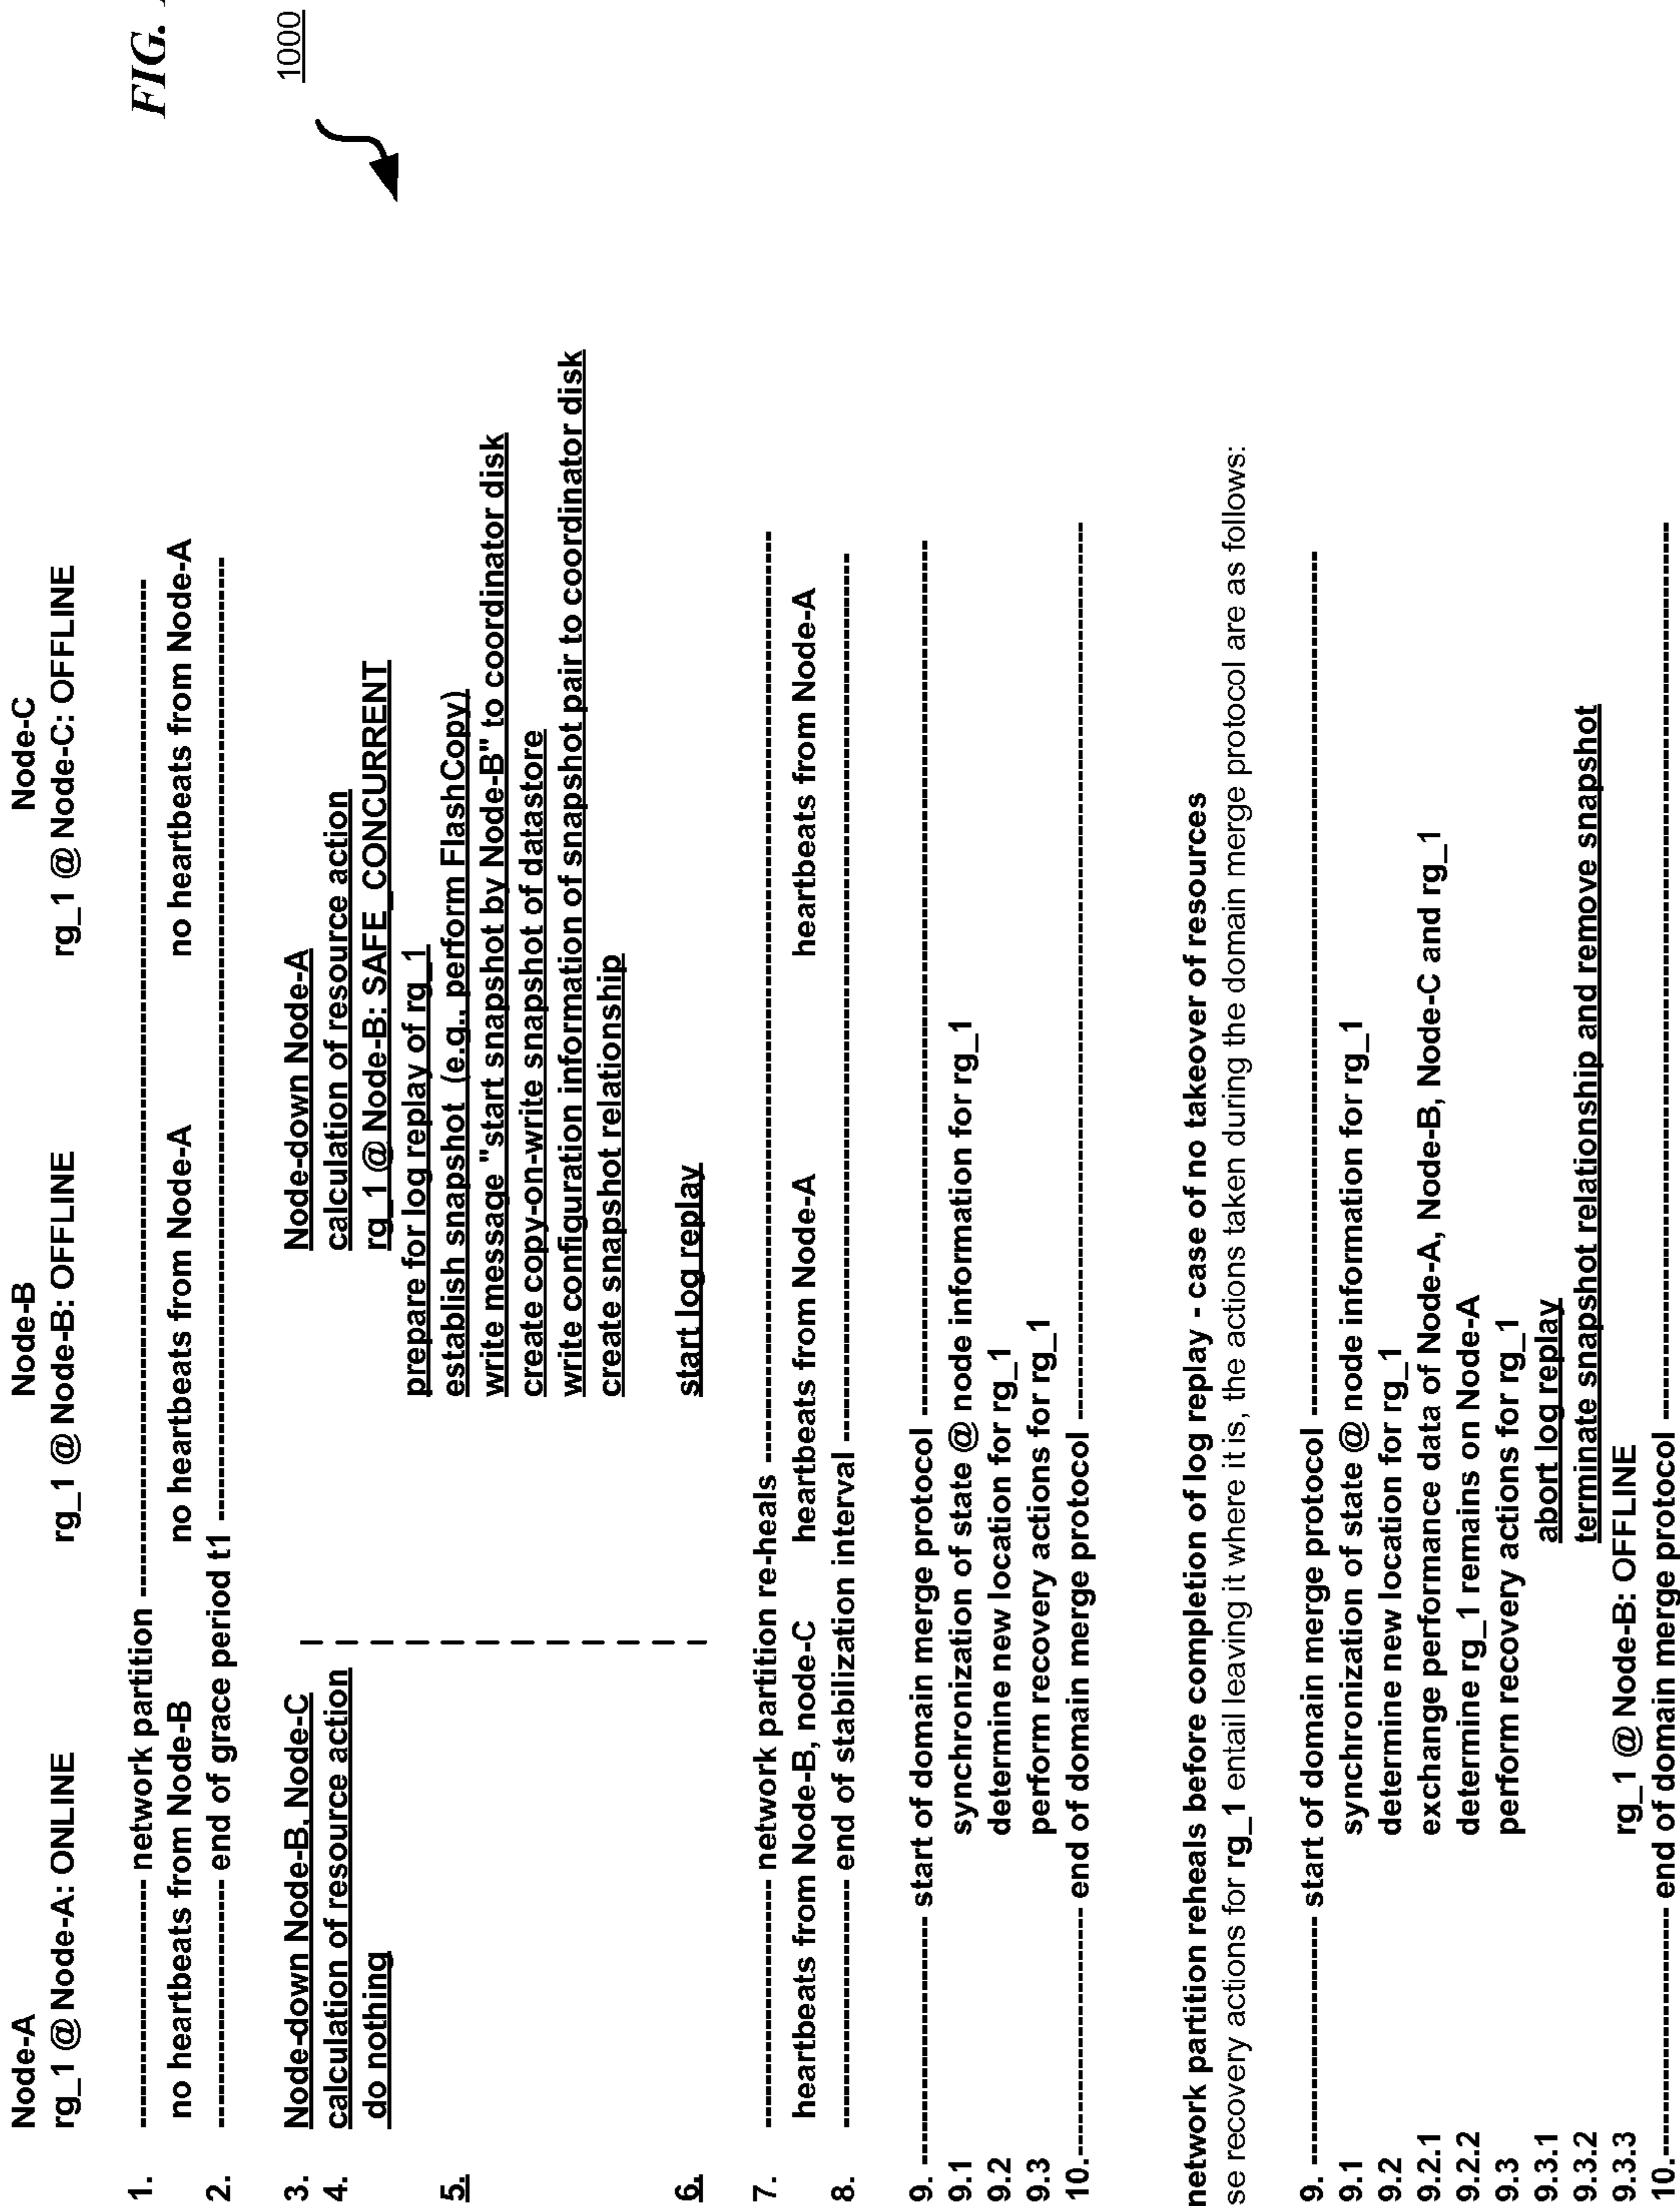 FIG.
1000
Node-A Node-B Node-C
rg_1 @ Node-A: ONLINE rg_1 @ Node-B: OFFLINE rg_1 @ Node-C: OFFLINE
1. ---------------- network partition ----------------
no heartbeats from Node-B no heartbeats from Node-A no heartbeats from Node-A
2. ---------------- end of grace period t1 ----------------
3. Node-down Node-B, Node-C Node-down Node-A
4. calculation of resource action calculation of resource action
do nothing rg_1 @ Node-B: SAFE_CONCURRENT
prepare for log replay of rg_1
5. establish snapshot (e.g., perform FlashCopy)
write message "start snapshot by Node-B" to coordinator disk
create copy-on-write snapshot of datastore
write configuration information of snapshot pair to coordinator disk
create snapshot relationship
6. start log replay
7. ---------------- network partition re-heals ----------------
heartbeats from Node-B, node-C heartbeats from Node-A heartbeats from Node-A
8. ---------------- end of stabilization interval ----------------
9. ---------------- start of domain merge protocol ----------------
9.1 synchronization of state @ node information for rg_1
9.2 determine new location for rg_1
9.3 perform recovery actions for rg_1
10. ---------------- end of domain merge protocol ----------------
network partition reheals before completion of log replay - case of no takeover of resources
se recovery actions for rg_1 entail leaving it where it is, the actions taken during the domain merge protocol are as follows:
9. ---------------- start of domain merge protocol ----------------
9.1 synchronization of state @ node information for rg_1
9.2 determine new location for rg_1
9.2.1 exchange performance data of Node-A, Node-B, Node-C and rg_1
9.2.2 determine rg_1 remains on Node-A
9.3 perform recovery actions for rg_1
9.3.1 abort log replay
9.3.2 terminate snapshot relationship and remove snapshot
9.3.3 rg_1 @ Node-B: OFFLINE
10. ---------------- end of domain merge protocol ----------------